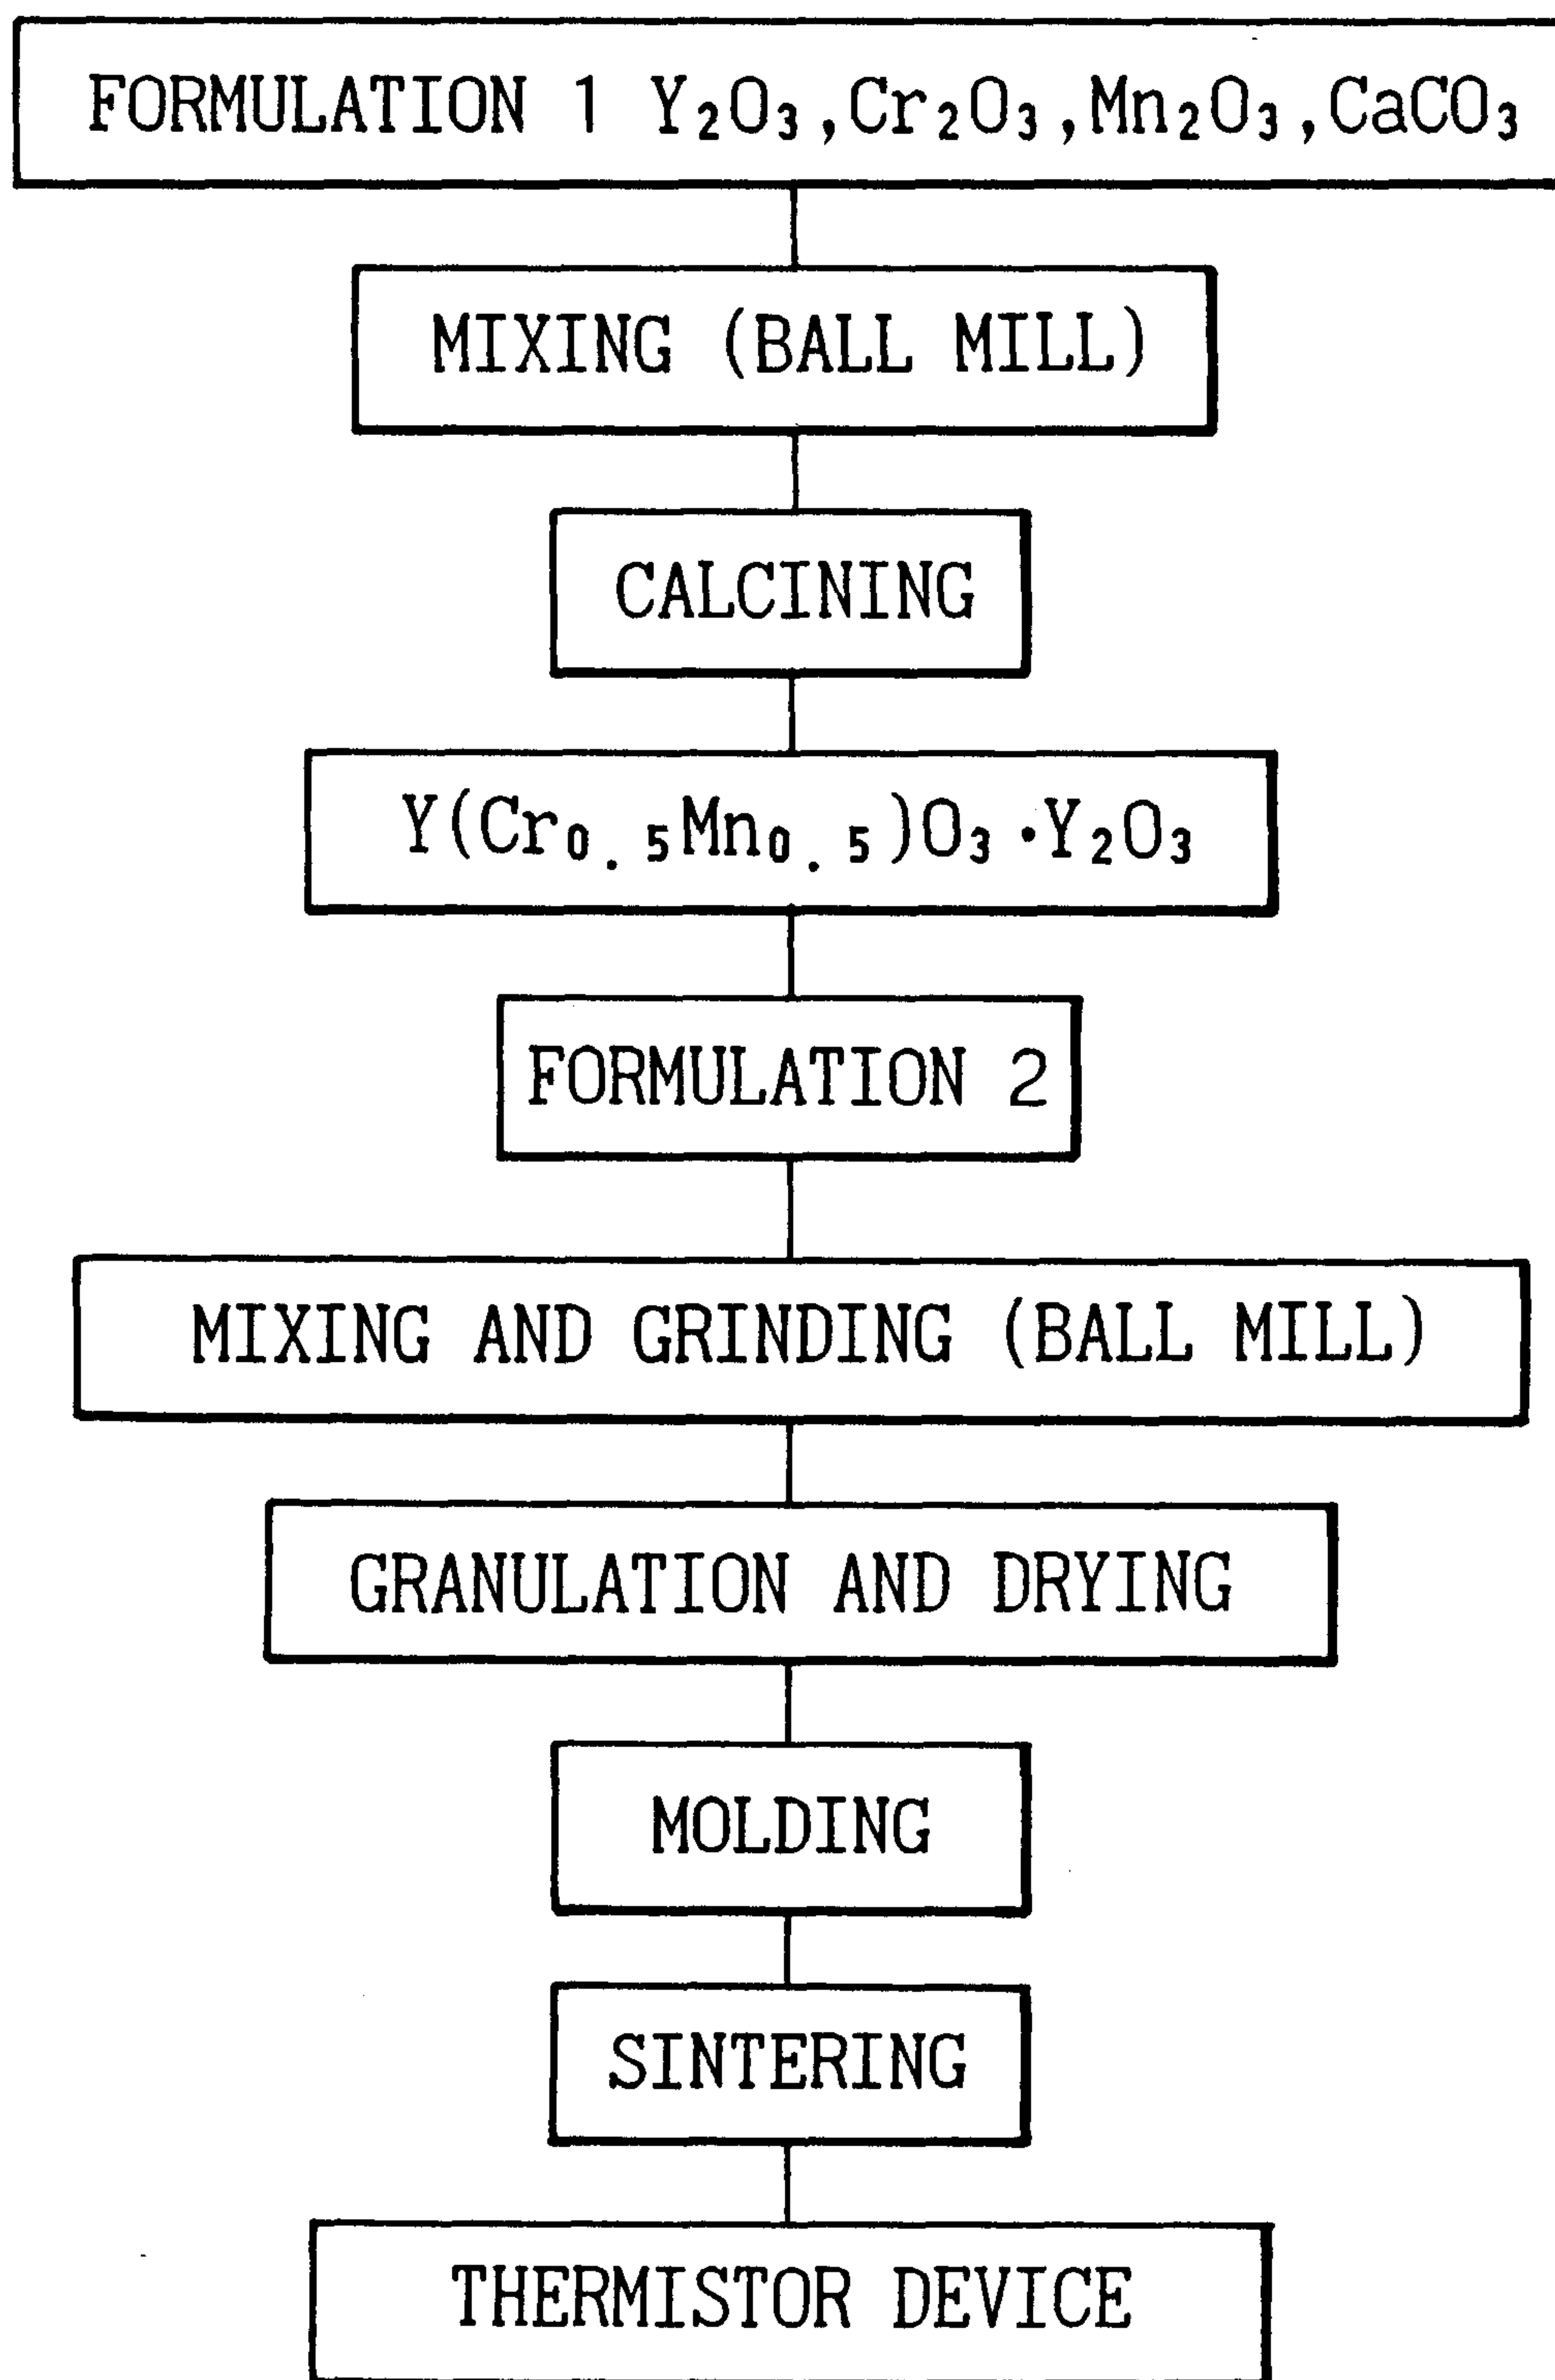 FORMULATION 1 Y₂O₃,Cr₂O₃,Mn₂O₃,CaCO₃
MIXING (BALL MILL)
CALCINING
Y(Cr₀.₅Mn₀.₅)O₃·Y₂O₃
FORMULATION 2
MIXING AND GRINDING (BALL MILL)
GRANULATION AND DRYING
MOLDING
SINTERING
THERMISTOR DEVICE